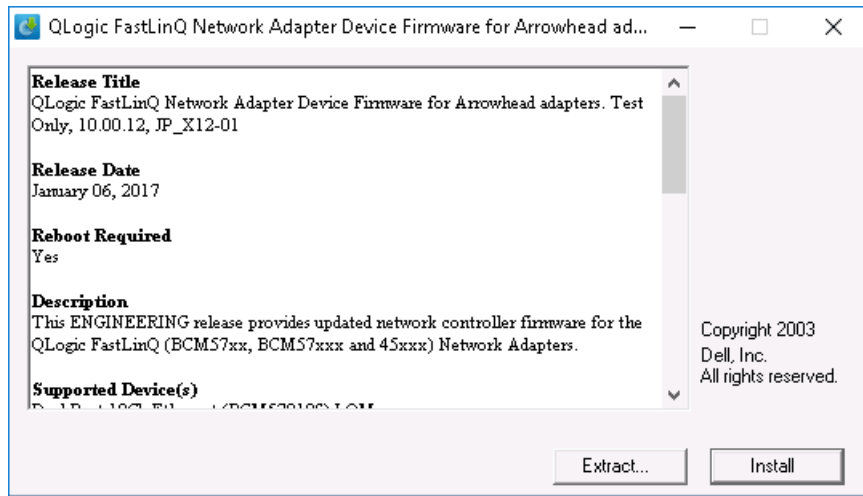 QLogic FastLinQ Network Adapter Device Firmware for Arrowhead ad...
Release Title
QLogic FastLinQ Network Adapter Device Firmware for Arrowhead adapters. Test
Only, 10.00.12, JP_X12-01
Release Date
January 06, 2017
Reboot Required
Yes
Description
This ENGINEERING release provides updated network controller firmware for the
QLogic FastLinQ (BCM57xx, BCM57xxx and 45xxx) Network Adapters.
Supported Device(s)
Copyright 2003
Dell, Inc.
All rights reserved.
Extract...
Install